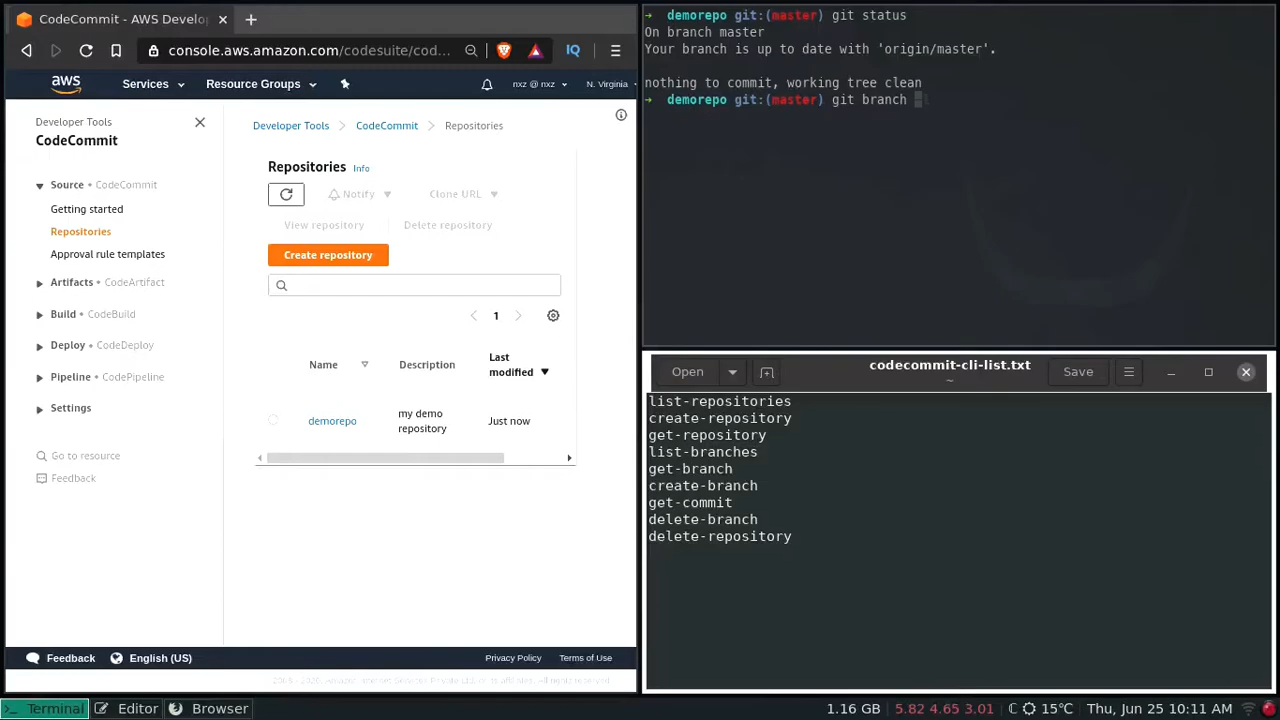 CodeCommit - AWS Develo
console.aws.amazon.com/codesuite/cod...
IQ
aws
Services
Resource Groups
nxz @ nxz
N. Virginia
Developer Tools
CodeCommit
Source • CodeCommit
Getting started
Repositories
Approval rule templates
Artifacts • CodeArtifact
Build • CodeBuild
Deploy • CodeDeploy
Pipeline • CodePipeline
Settings
Go to resource
Feedback
Developer Tools
CodeCommit
Repositories
Repositories Info
Notify
Clone URL
View repository
Delete repository
Create repository
1
Name
Description
Last
modified
demorepo
my demo
repository
Just now
Feedback
English (US)
Privacy Policy
Terms of Use
→ demorepo git:(master) git status
On branch master
Your branch is up to date with 'origin/master'.
nothing to commit, working tree clean
→ demorepo git:(master) git branch
Open
codecommit-cli-list.txt
~
Save
list-repositories
create-repository
get-repository
list-branches
get-branch
create-branch
get-commit
delete-branch
delete-repository
>_ Terminal
Editor
Browser
1.16 GB
5.82 4.65 3.01
15℃
Thu, Jun 25 10:11 AM